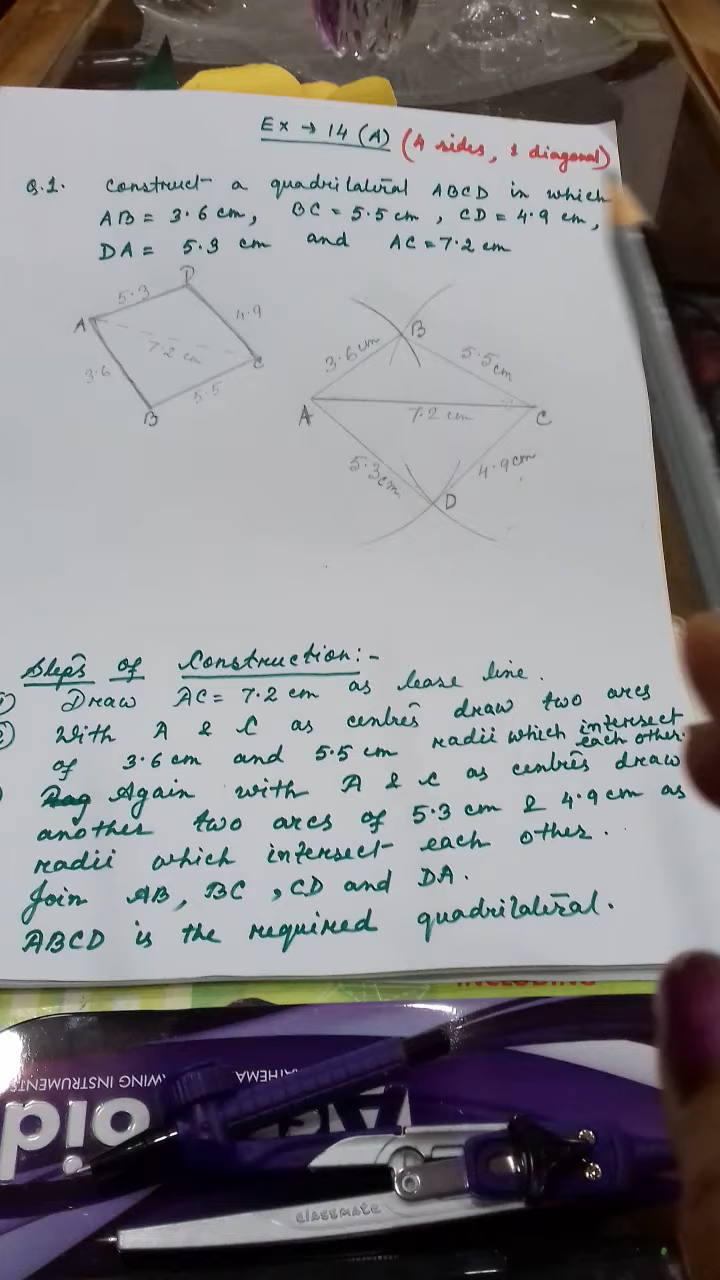 Ex → 14 (A) (4 sides, 1 diagonal)
Q.1. Construct a quadrilateral ABCD in which
AB = 3.6 cm, BC = 5.5 cm, CD = 4.9 cm,
DA = 5.3 cm and AC = 7.2 cm
D
5.3
A
4.9
7.2 cm
C
3.6
5.5
B
B
3.6 cm
5.5 cm
A
7.2 cm
C
5.3cm
4.9cm
D
Steps of Construction:-
① Draw AC = 7.2 cm as base line.
② With A & C as centres draw two arcs
of 3.6 cm and 5.5 cm radii which intersect
each other.
Again with A & C as centres draw
another two arcs of 5.3 cm & 4.9 cm as
radii which intersect each other.
Join AB, BC, CD and DA.
ABCD is the required quadrilateral.
INCLUDING
WING INSTRUMENTS
oid
CLASSMATE